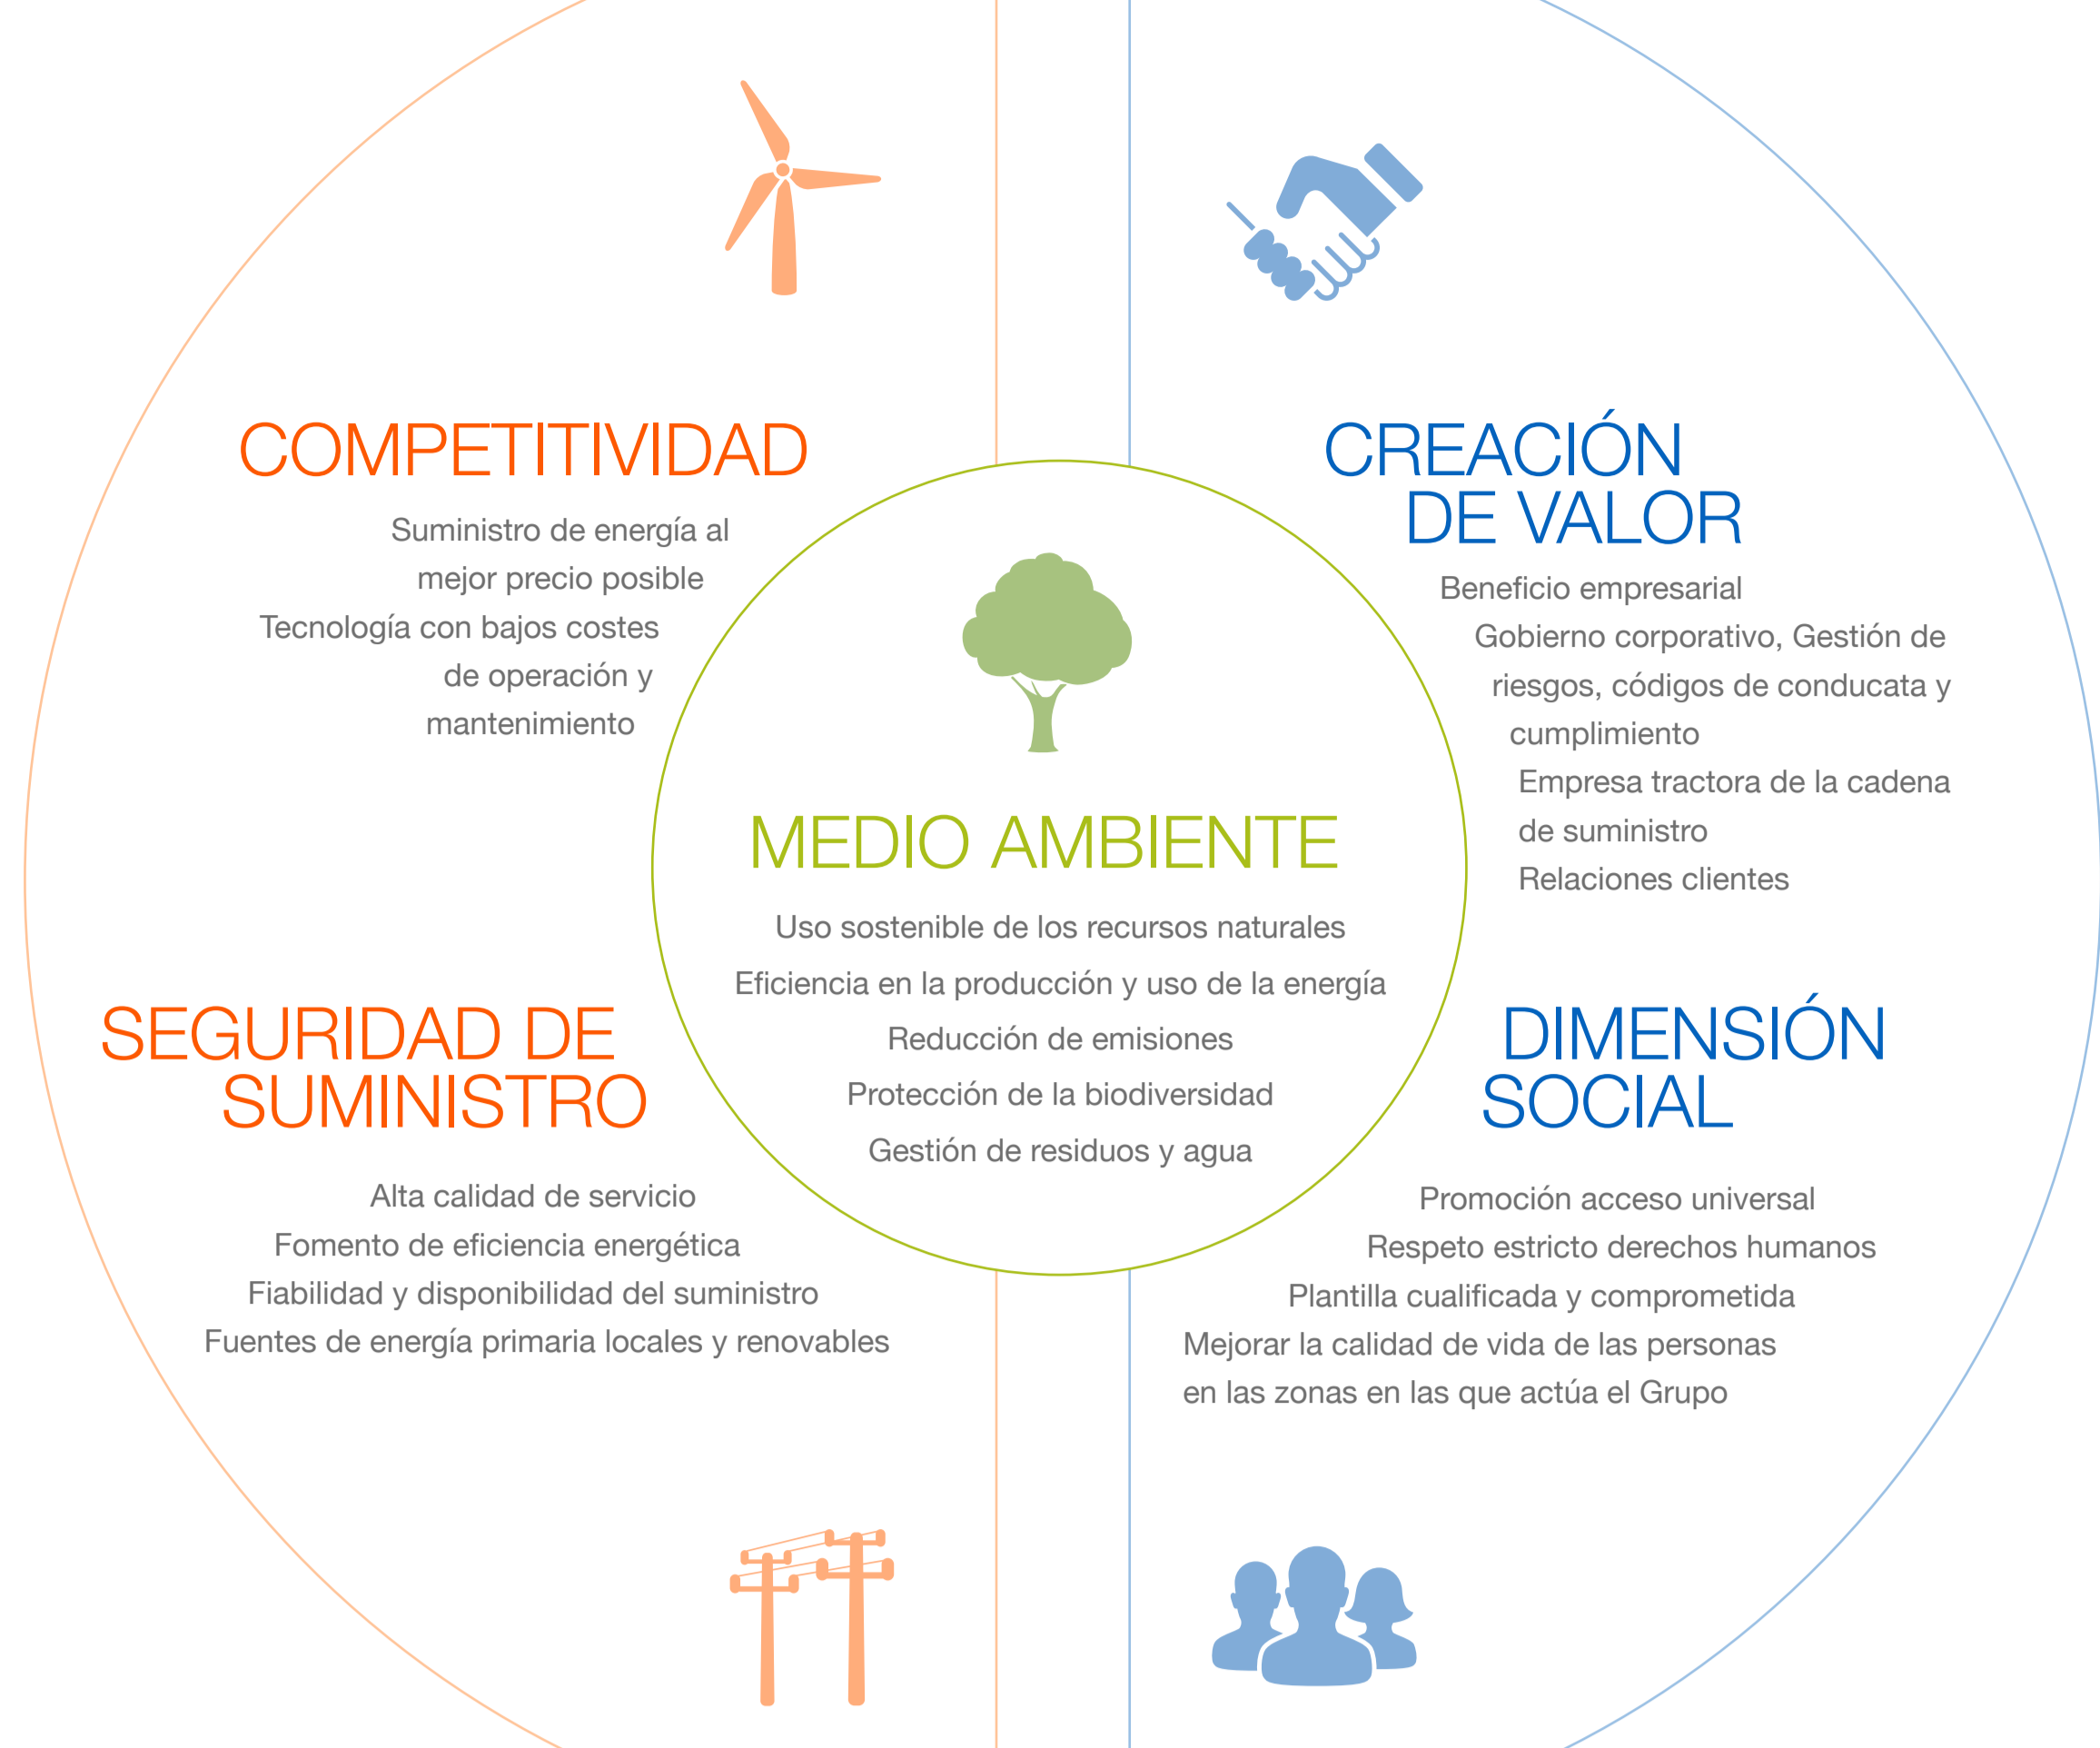 COMPETITIVIDAD
Suministro de energía al
mejor precio posible
Tecnología con bajos costes
de operación y
mantenimiento
CREACIÓN
DE VALOR
Beneficio empresarial
Gobierno corporativo, Gestión de
riesgos, códigos de conducata y
cumplimiento
Empresa tractora de la cadena
de suministro
Relaciones clientes
MEDIO AMBIENTE
Uso sostenible de los recursos naturales
Eficiencia en la producción y uso de la energía
Reducción de emisiones
Protección de la biodiversidad
Gestión de residuos y agua
SEGURIDAD DE
SUMINISTRO
Alta calidad de servicio
Fomento de eficiencia energética
Fiabilidad y disponibilidad del suministro
Fuentes de energía primaria locales y renovables
DIMENSIÓN
SOCIAL
Promoción acceso universal
Respeto estricto derechos humanos
Plantilla cualificada y comprometida
Mejorar la calidad de vida de las personas
en las zonas en las que actúa el Grupo